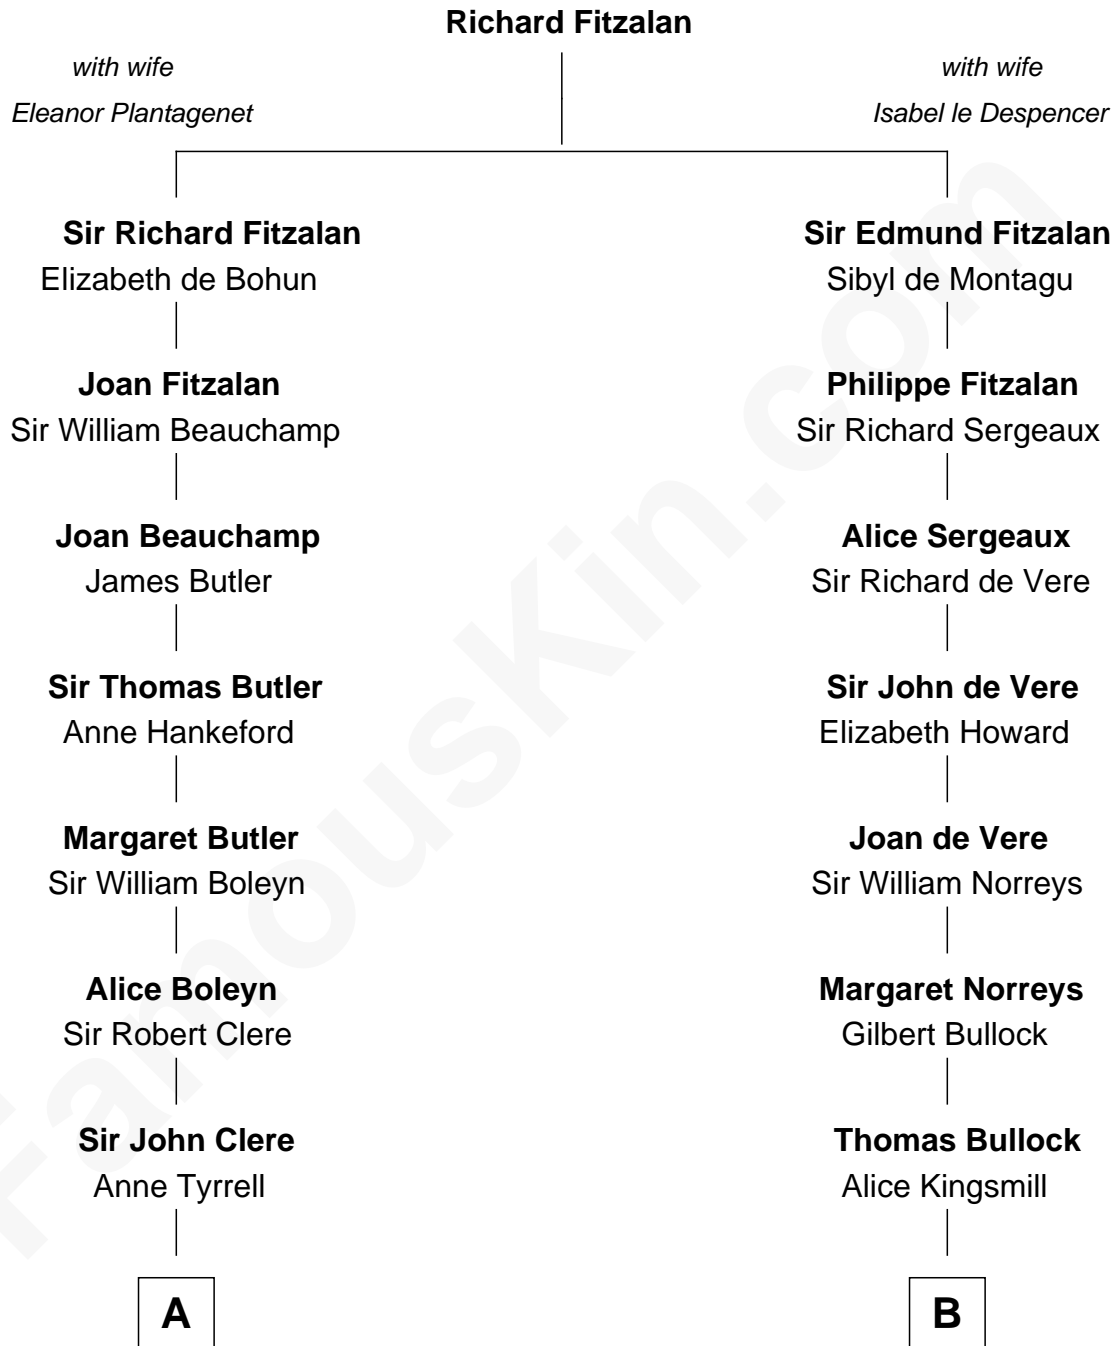 Richard Fitzalan
with wife
Eleanor Plantagenet
with wife
Isabel le Despencer
Sir Richard Fitzalan
Elizabeth de Bohun
Joan Fitzalan
Sir William Beauchamp
Joan Beauchamp
James Butler
Sir Thomas Butler
Anne Hankeford
Margaret Butler
Sir William Boleyn
Alice Boleyn
Sir Robert Clere
Sir John Clere
Anne Tyrrell
A
Sir Edmund Fitzalan
Sibyl de Montagu
Philippe Fitzalan
Sir Richard Sergeaux
Alice Sergeaux
Sir Richard de Vere
Sir John de Vere
Elizabeth Howard
Joan de Vere
Sir William Norreys
Margaret Norreys
Gilbert Bullock
Thomas Bullock
Alice Kingsmill
B
FamousKin.com